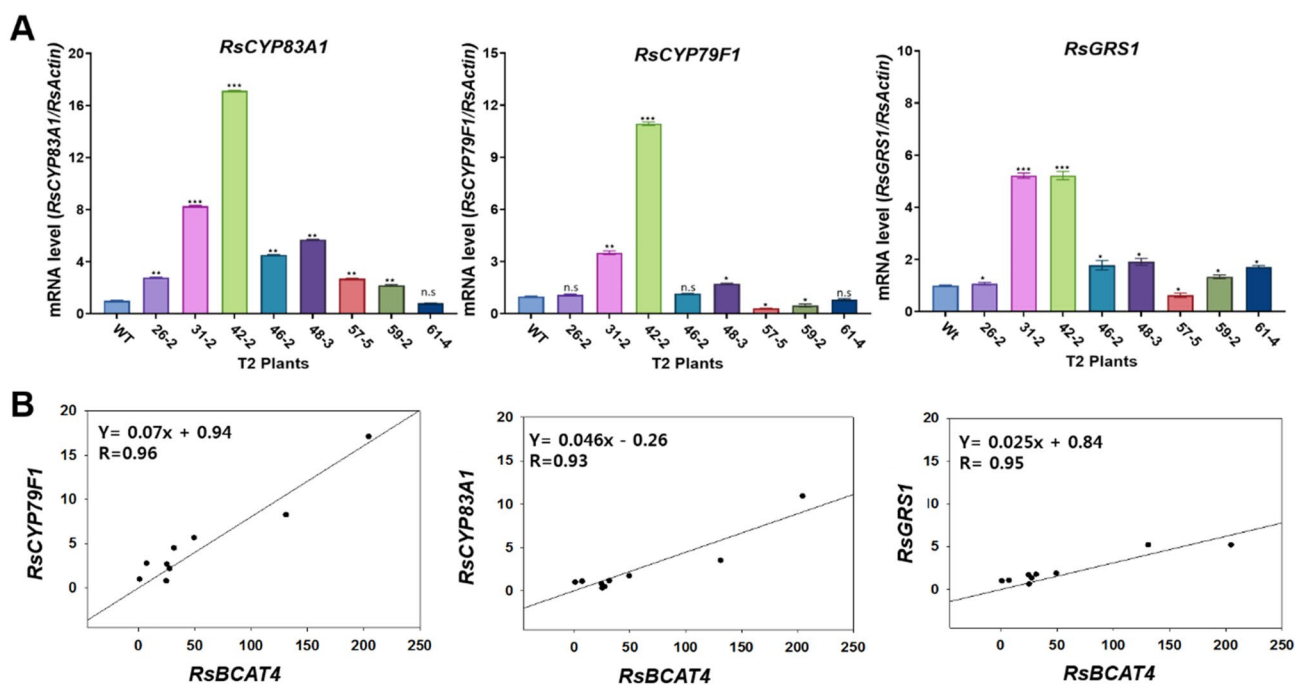 A
RsCYP83A1
mRNA level (RsCYP83A1/RsActin)
20
16
12
8
4
0
**
***
***
**
**
**
**
n.s
WT
26-2
31-2
42-2
46-2
48-3
57-5
59-2
61-4
T2 Plants
RsCYP79F1
mRNA level (RsCYP79F1/RsActin)
15
12
9
6
3
0
n.s
**
***
n.s
*
*
*
n.s
WT
26-2
31-2
42-2
46-2
48-3
57-5
59-2
61-4
T2 Plants
RsGRS1
mRNA level (RsGRS1/RsActin)
10
8
6
4
2
0
*
***
***
*
*
*
*
*
Wt
26-2
31-2
42-2
46-2
48-3
57-5
59-2
61-4
T2 Plants
B
Y= 0.07x + 0.94
R=0.96
RsCYP79F1
20
15
10
5
0
0 50 100 150 200 250
RsBCAT4
Y= 0.046x - 0.26
R=0.93
RsCYP83A1
20
15
10
5
0
0 50 100 150 200 250
RsBCAT4
Y= 0.025x + 0.84
R= 0.95
RsGRS1
20
15
10
5
0
0 50 100 150 200 250
RsBCAT4